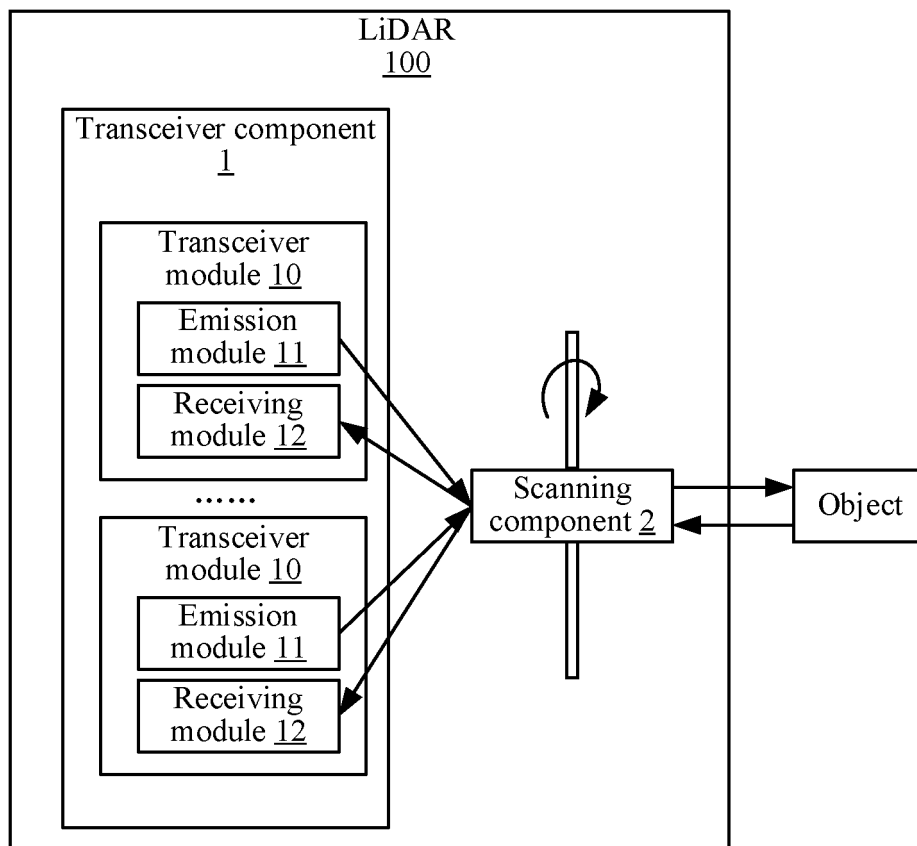 LiDAR
100
Transceiver component
1
Transceiver
module 10
Emission
module 11
Receiving
module 12
......
Transceiver
module 10
Emission
module 11
Receiving
module 12
Scanning
component 2
Object